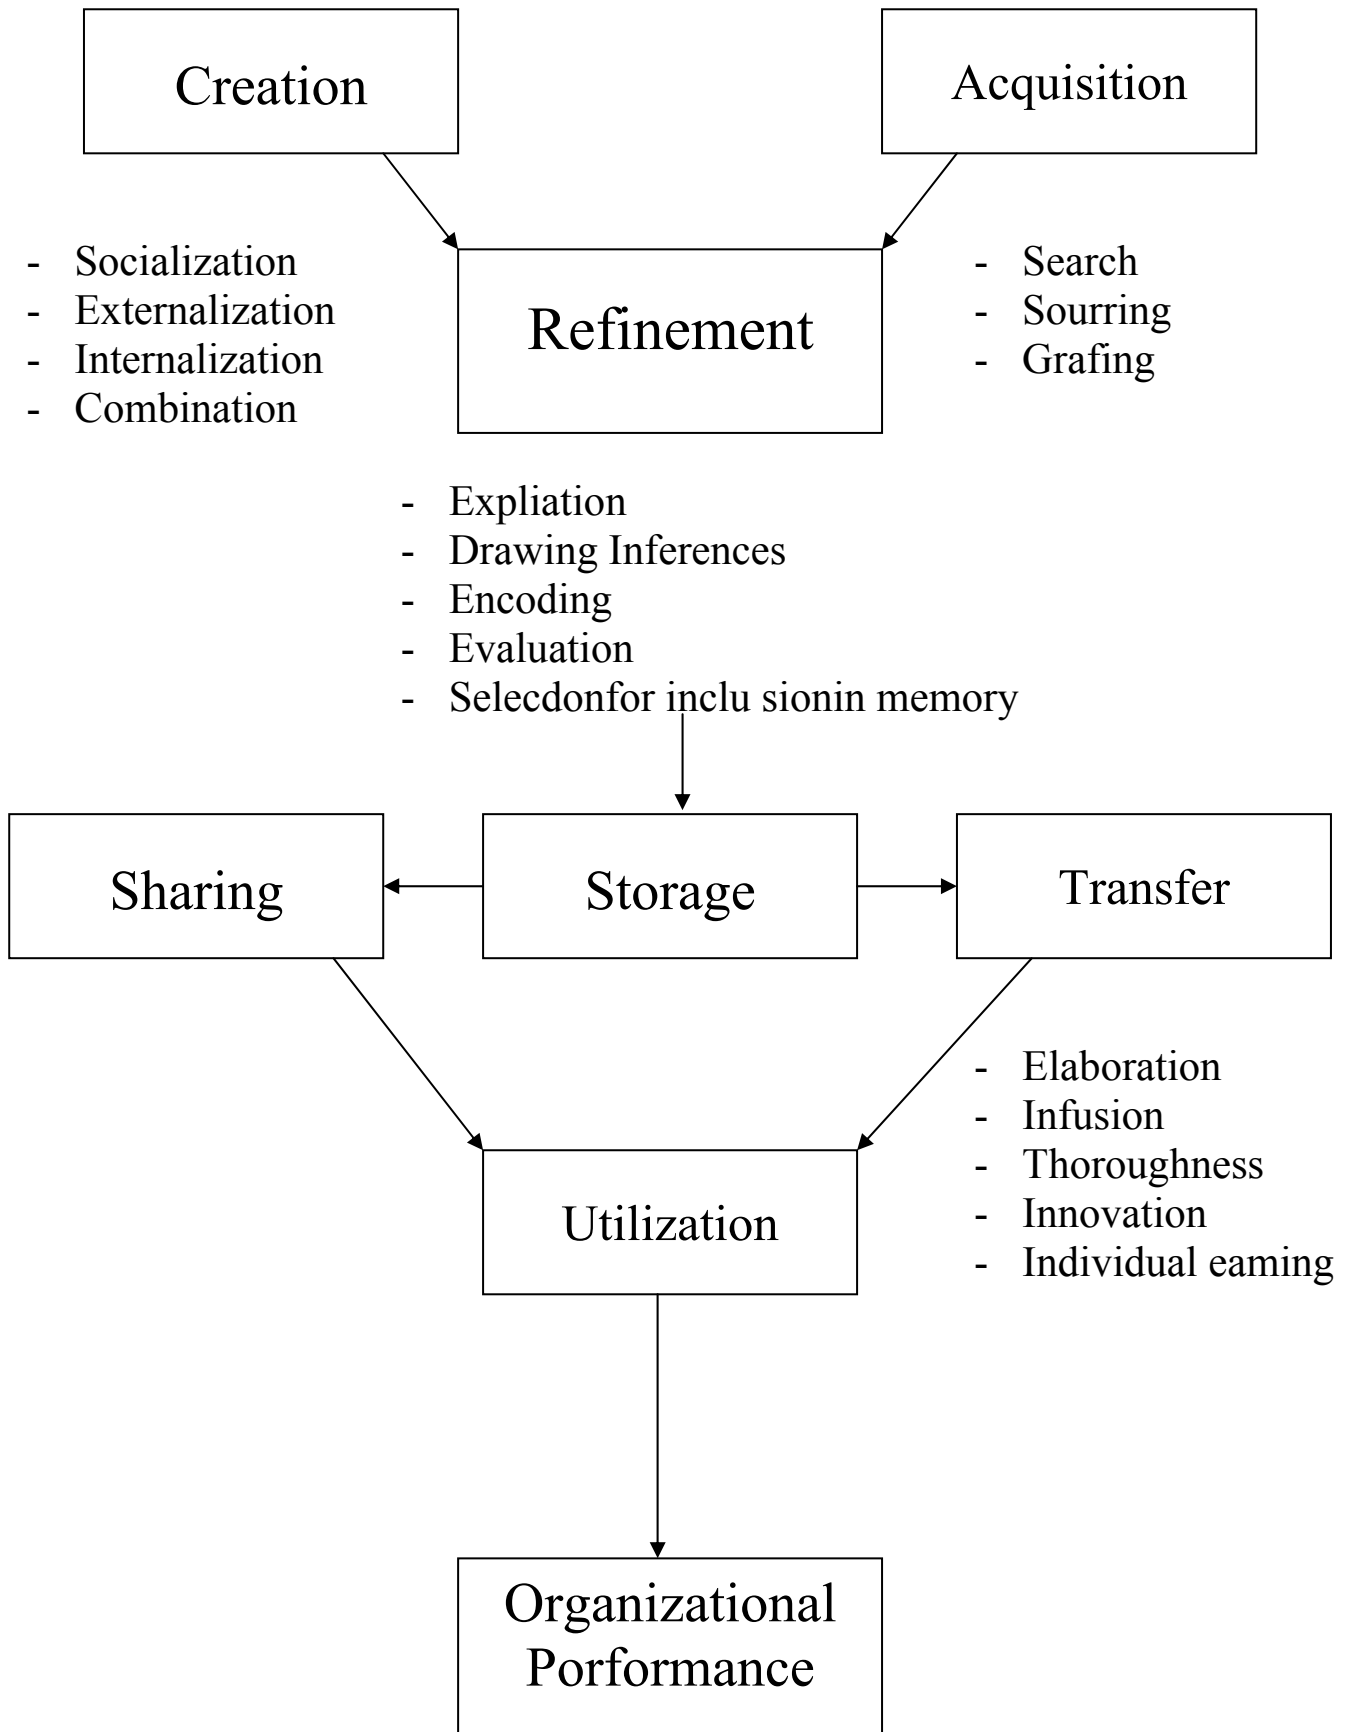 Creation
Acquisition
- Socialization
- Externalization
- Internalization
- Combination
Refinement
- Search
- Sourring
- Grafing
- Expliation
- Drawing Inferences
- Encoding
- Evaluation
- Selecdonfor inclu sionin memory
Sharing
Storage
Transfer
- Elaboration
- Infusion
- Thoroughness
- Innovation
- Individual eaming
Utilization
Organizational
Porformance